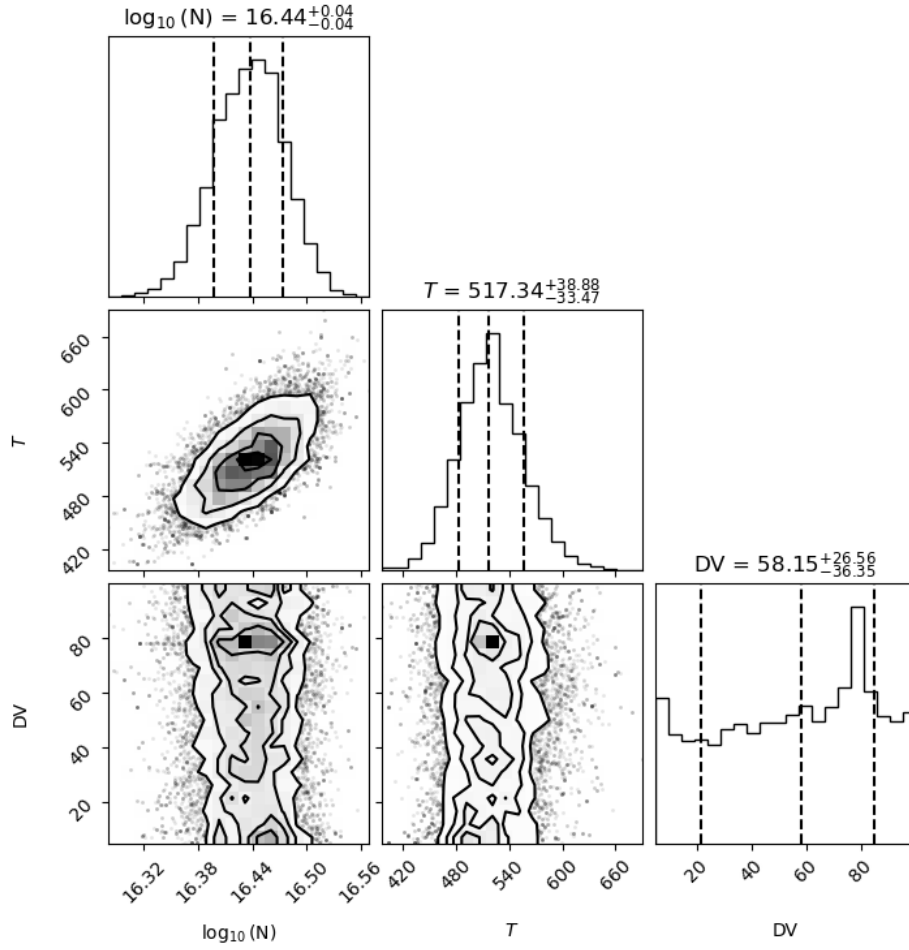 log₁₀ (N) = 16.44⁺⁰·⁰⁴₋₀.₀₄
T = 517.34⁺³⁸·⁸⁸₋₃₃.₄₇
DV = 58.15⁺²⁶·⁵⁶₋₃₆.₃₅
660
600
540
480
420
T
80
60
40
20
DV
16.32
16.38
16.44
16.50
16.56
log₁₀ (N)
420
480
540
600
660
T
20
40
60
80
DV